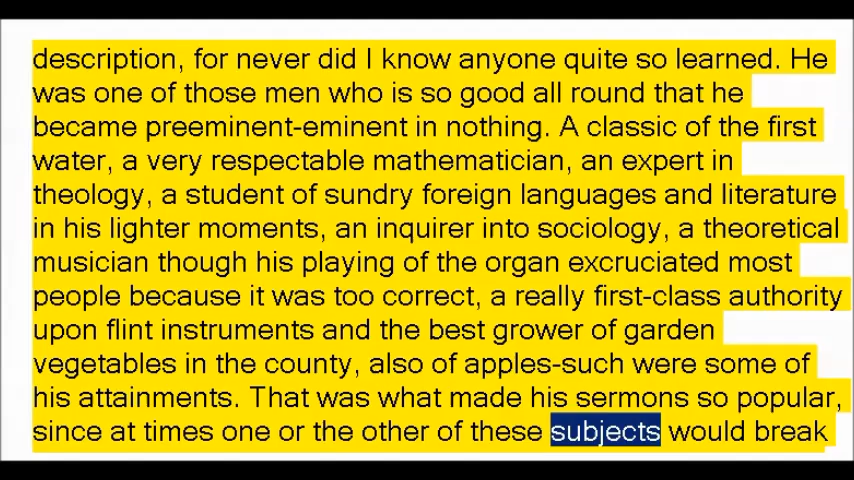 description, for never did I know anyone quite so learned. He
was one of those men who is so good all round that he
became preeminent-eminent in nothing. A classic of the first
water, a very respectable mathematician, an expert in
theology, a student of sundry foreign languages and literature
in his lighter moments, an inquirer into sociology, a theoretical
musician though his playing of the organ excruciated most
people because it was too correct, a really first-class authority
upon flint instruments and the best grower of garden
vegetables in the county, also of apples-such were some of
his attainments. That was what made his sermons so popular,
since at times one or the other of these subjects would break